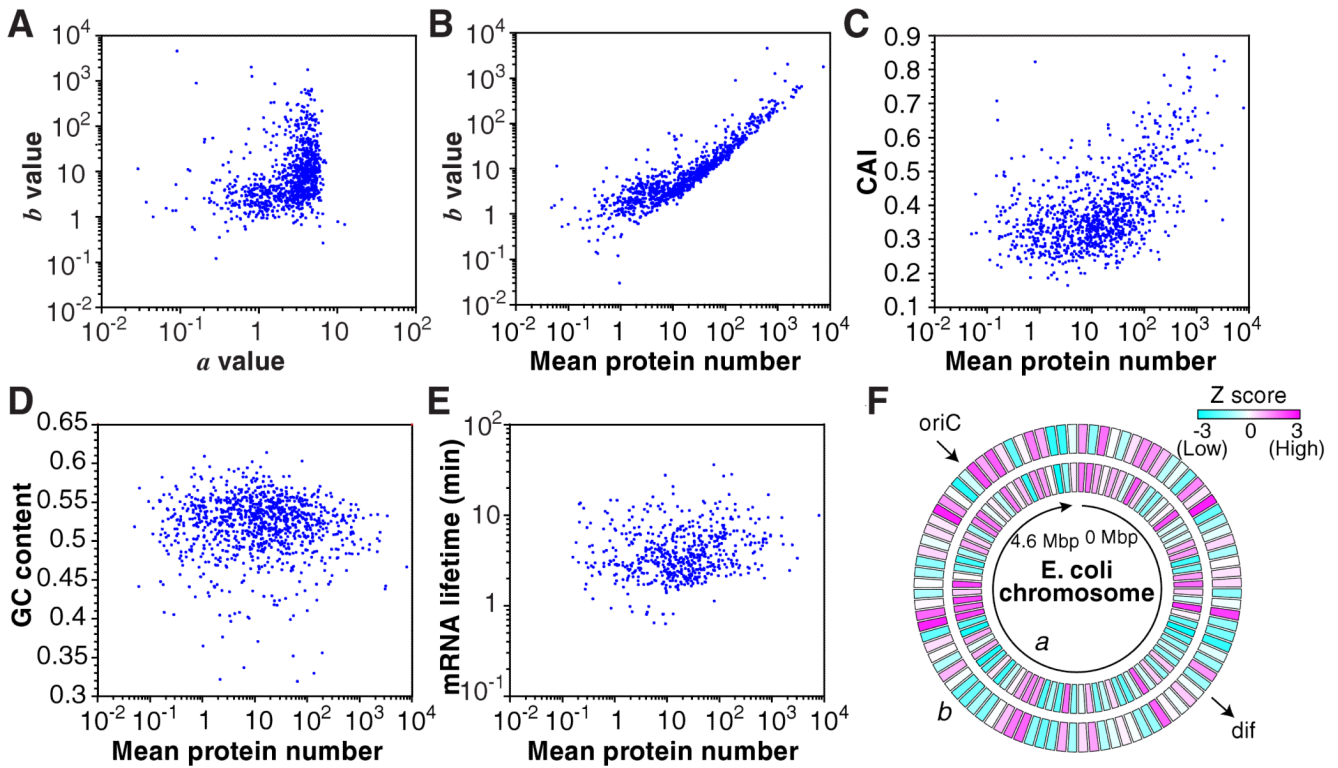 A
10^4
10^3
10^2
10
1
10^-1
10^-2
b value
10^-2
10^-1
1
10
10^2
a value
B
10^4
10^3
10^2
10
1
10^-1
10^-2
b value
10^-2
10^-1
1
10
10^2
10^3
10^4
Mean protein number
C
0.9
0.8
0.7
0.6
0.5
0.4
0.3
0.2
0.1
CAI
10^-2
10^-1
1
10
10^2
10^3
10^4
Mean protein number
D
0.65
0.6
0.55
0.5
0.45
0.4
0.35
0.3
GC content
10^-2
10^-1
1
10
10^2
10^3
10^4
Mean protein number
E
10^2
10
1
10^-1
mRNA lifetime (min)
10^-2
10^-1
1
10
10^2
10^3
10^4
Mean protein number
F
Z score
-3
0
3
(Low)
(High)
oriC
4.6 Mbp
0 Mbp
E. coli
chromosome
a
b
dif